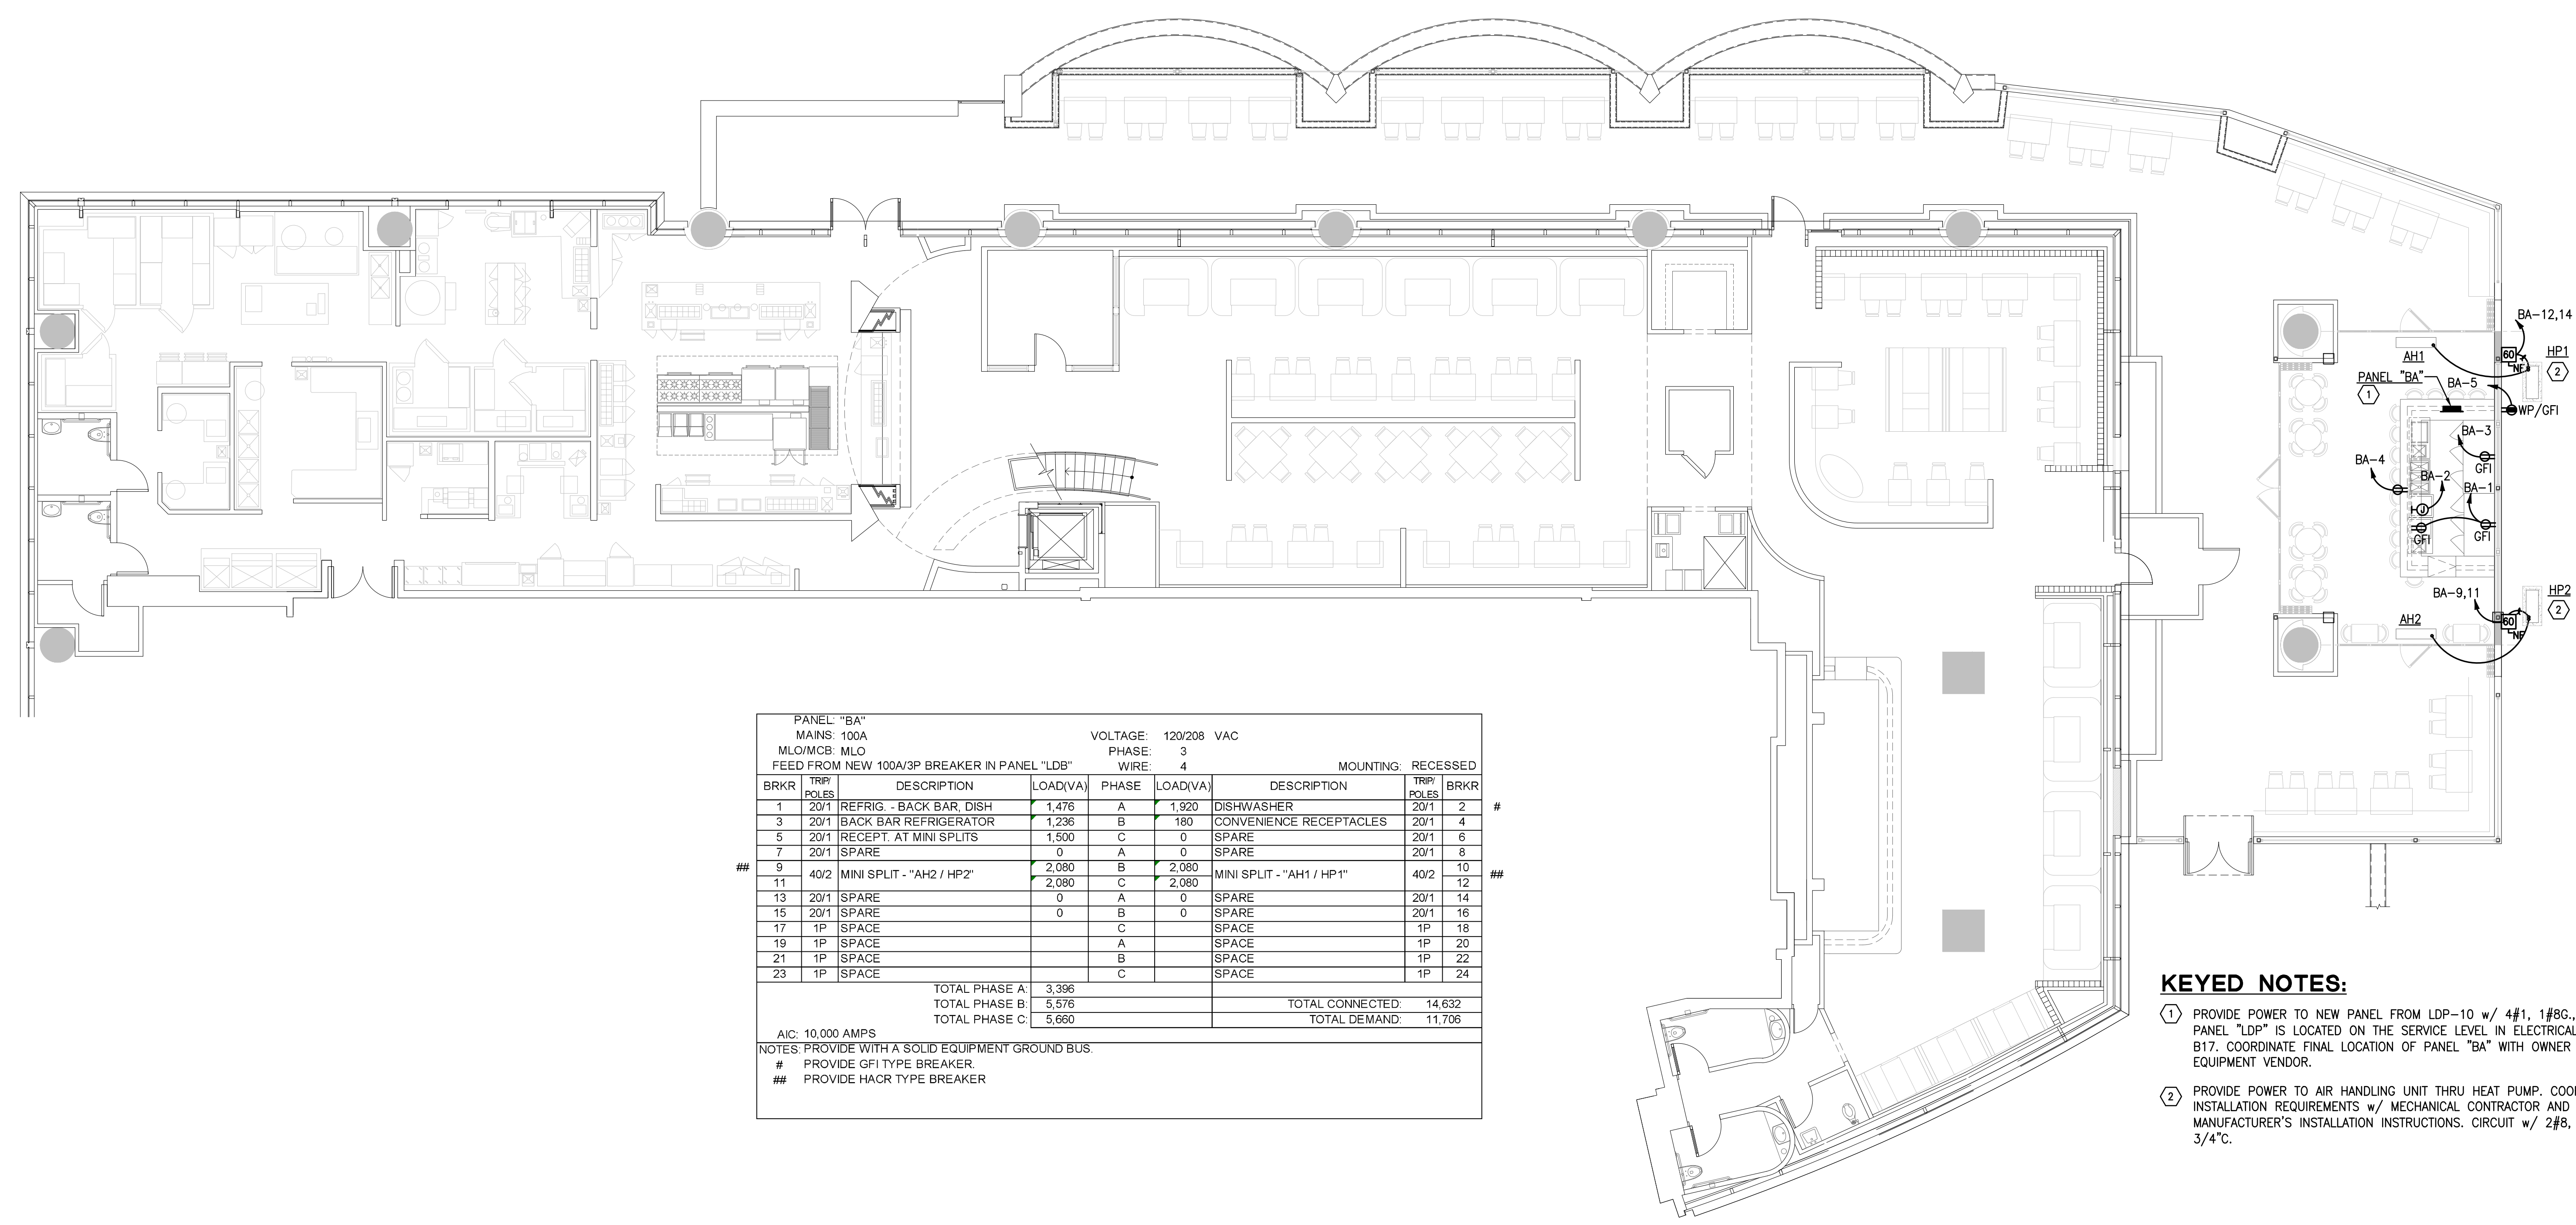 BA-12,14
AH1
60
NF
HP1
2
PANEL "BA"
1
BA-5
WP/GFI
BA-3
GFI
BA-4
BA-2
BA-1
J
GFI
GFI
BA-9,11
HP2
2
AH2
60
NF
PANEL: "BA"
MAINS: 100A VOLTAGE: 120/208 VAC
MLO/MCB: MLO PHASE: 3
FEED FROM NEW 100A/3P BREAKER IN PANEL "LDB" WIRE: 4 MOUNTING: RECESSED
BRKR TRIP/POLES DESCRIPTION LOAD(VA) PHASE LOAD(VA) DESCRIPTION TRIP/POLES BRKR
1 20/1 REFRIG. - BACK BAR, DISH 1,476 A 1,920 DISHWASHER 20/1 2 #
3 20/1 BACK BAR REFRIGERATOR 1,236 B 180 CONVENIENCE RECEPTACLES 20/1 4
5 20/1 RECEPT. AT MINI SPLITS 1,500 C 0 SPARE 20/1 6
7 20/1 SPARE 0 A 0 SPARE 20/1 8
## 9 40/2 MINI SPLIT - "AH2 / HP2" 2,080 B 2,080 MINI SPLIT - "AH1 / HP1" 40/2 10 ##
11 2,080 C 2,080 12
13 20/1 SPARE 0 A 0 SPARE 20/1 14
15 20/1 SPARE 0 B 0 SPARE 20/1 16
17 1P SPACE C SPACE 1P 18
19 1P SPACE A SPACE 1P 20
21 1P SPACE B SPACE 1P 22
23 1P SPACE C SPACE 1P 24
TOTAL PHASE A: 3,396
TOTAL PHASE B: 5,576 TOTAL CONNECTED: 14,632
TOTAL PHASE C: 5,660 TOTAL DEMAND: 11,706
AIC: 10,000 AMPS
NOTES: PROVIDE WITH A SOLID EQUIPMENT GROUND BUS.
# PROVIDE GFI TYPE BREAKER.
## PROVIDE HACR TYPE BREAKER
KEYED NOTES:
1 PROVIDE POWER TO NEW PANEL FROM LDP-10 w/ 4#1, 1#8G.,
PANEL "LDP" IS LOCATED ON THE SERVICE LEVEL IN ELECTRICAL
B17. COORDINATE FINAL LOCATION OF PANEL "BA" WITH OWNER
EQUIPMENT VENDOR.
2 PROVIDE POWER TO AIR HANDLING UNIT THRU HEAT PUMP.
INSTALLATION REQUIREMENTS w/ MECHANICAL CONTRACTOR AND
MANUFACTURER'S INSTALLATION INSTRUCTIONS. CIRCUIT w/ 2#8,
3/4"C.